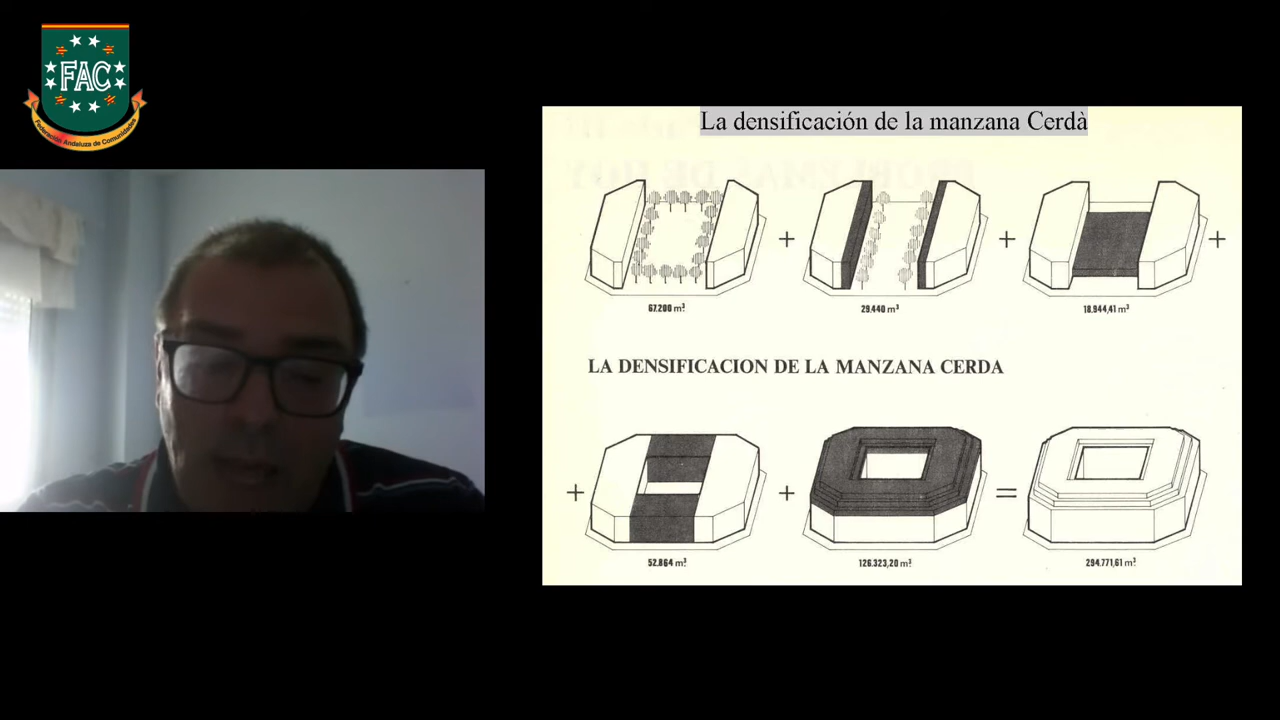 FAC
Federación Andaluza de Comunidades
La densificación de la manzana Cerdà
+ + +
67.200 m³
29.440 m³
18.944,41 m³
LA DENSIFICACION DE LA MANZANA CERDA
+ + =
52.864 m³
126.323,20 m³
294.771,61 m³